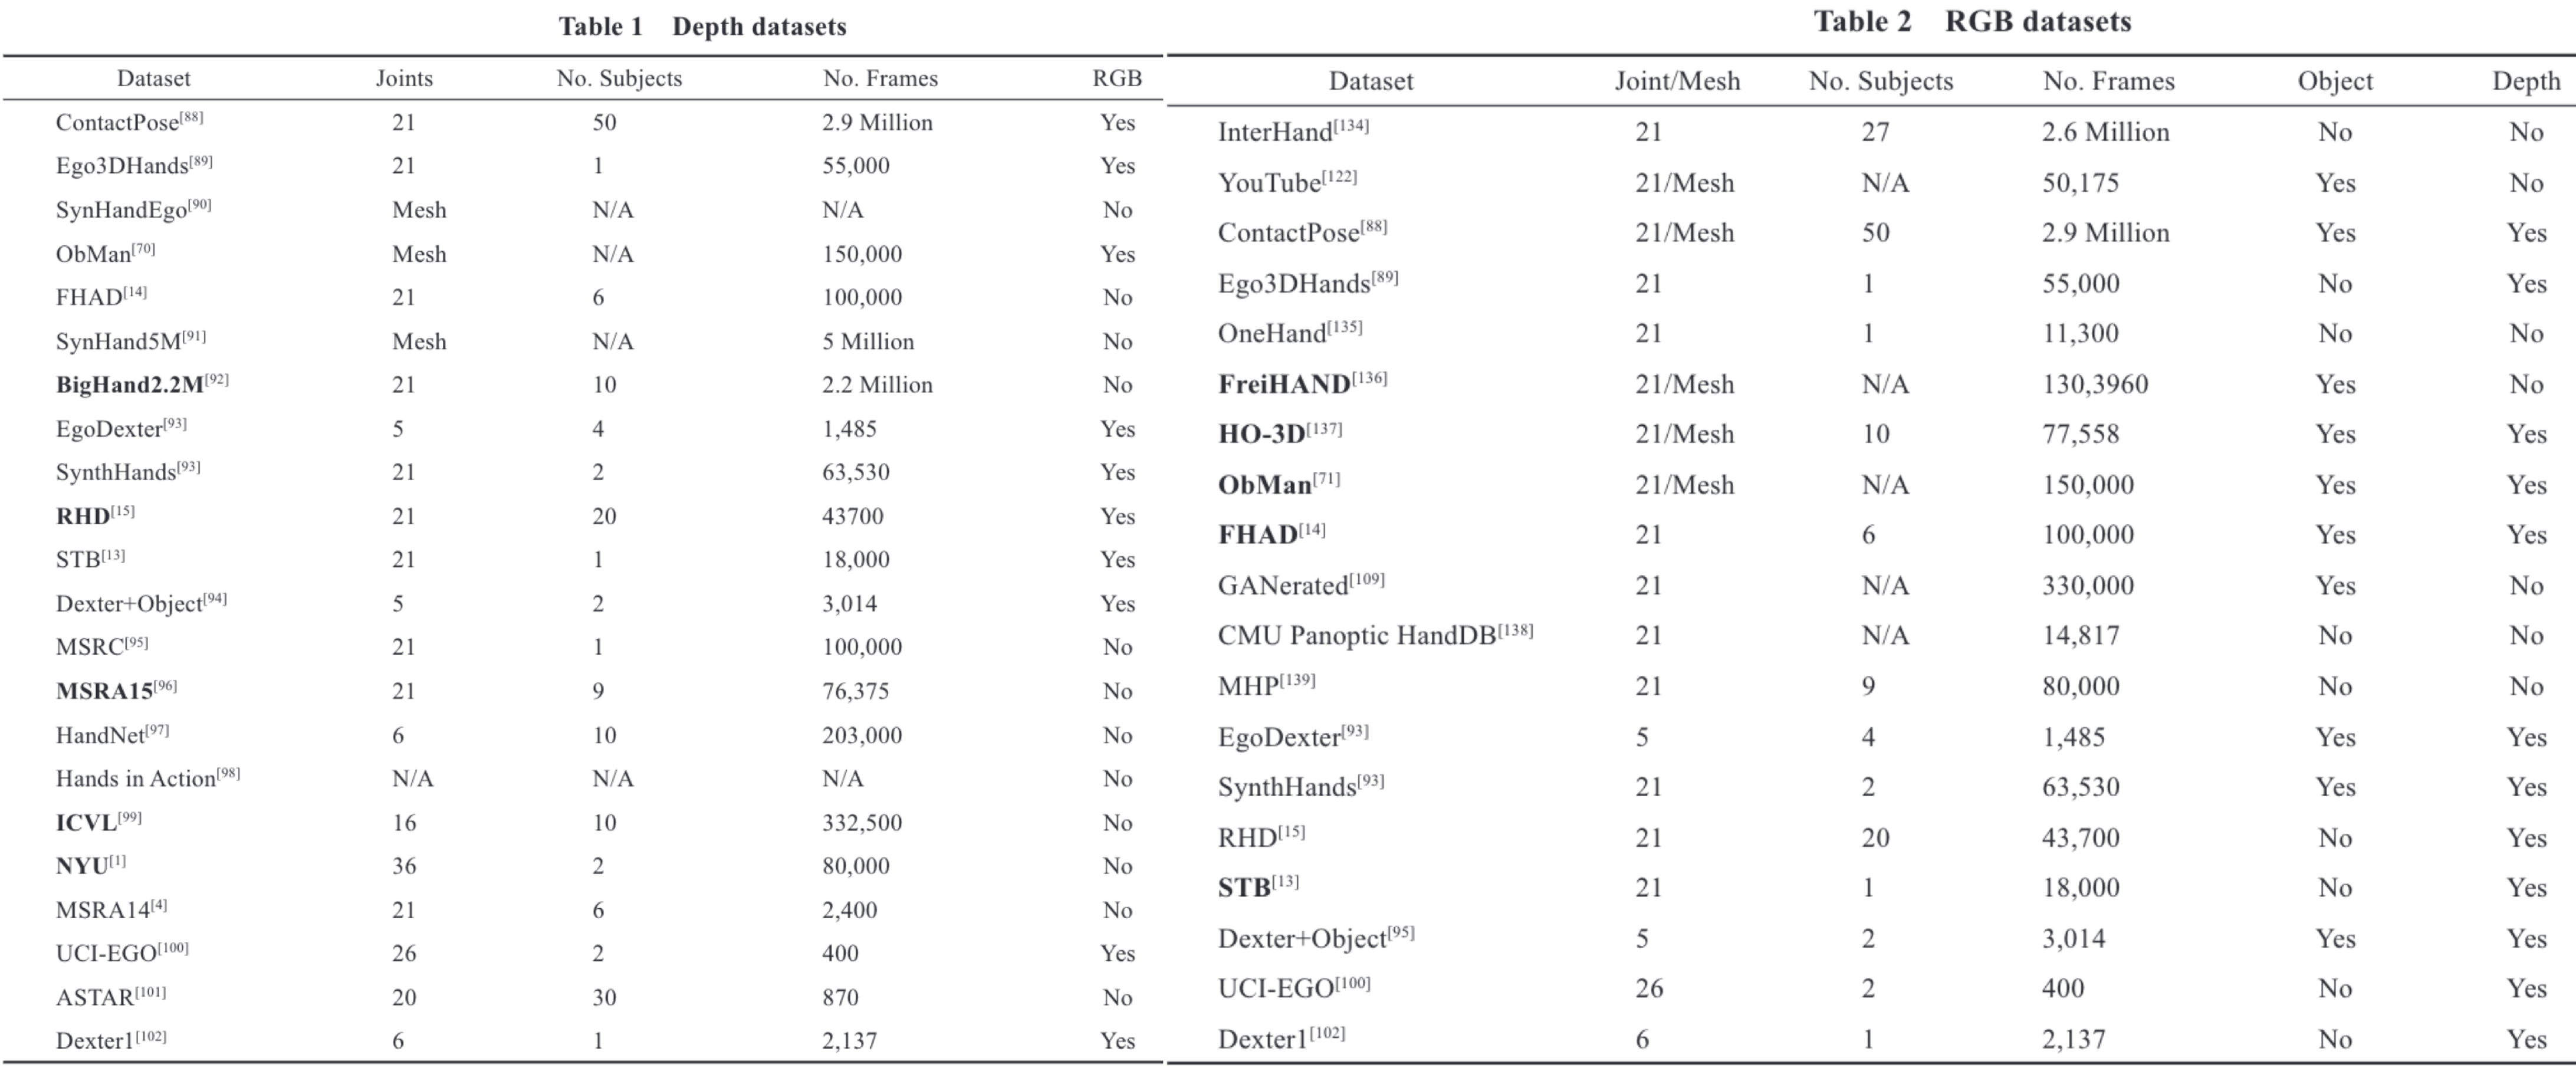 Table 1 Depth datasets
Dataset Joints No. Subjects No. Frames RGB
ContactPose[88] 21 50 2.9 Million Yes
Ego3DHands[89] 21 1 55,000 Yes
SynHandEgo[90] Mesh N/A N/A No
ObMan[70] Mesh N/A 150,000 Yes
FHAD[14] 21 6 100,000 No
SynHand5M[91] Mesh N/A 5 Million No
BigHand2.2M[92] 21 10 2.2 Million No
EgoDexter[93] 5 4 1,485 Yes
SynthHands[93] 21 2 63,530 Yes
RHD[15] 21 20 43700 Yes
STB[13] 21 1 18,000 Yes
Dexter+Object[94] 5 2 3,014 Yes
MSRC[95] 21 1 100,000 No
MSRA15[96] 21 9 76,375 No
HandNet[97] 6 10 203,000 No
Hands in Action[98] N/A N/A N/A No
ICVL[99] 16 10 332,500 No
NYU[1] 36 2 80,000 No
MSRA14[4] 21 6 2,400 No
UCI-EGO[100] 26 2 400 Yes
ASTAR[101] 20 30 870 No
Dexter1[102] 6 1 2,137 Yes
Table 2 RGB datasets
Dataset Joint/Mesh No. Subjects No. Frames Object Depth
InterHand[134] 21 27 2.6 Million No No
YouTube[122] 21/Mesh N/A 50,175 Yes No
ContactPose[88] 21/Mesh 50 2.9 Million Yes Yes
Ego3DHands[89] 21 1 55,000 No Yes
OneHand[135] 21 1 11,300 No No
FreiHAND[136] 21/Mesh N/A 130,3960 Yes No
HO-3D[137] 21/Mesh 10 77,558 Yes Yes
ObMan[71] 21/Mesh N/A 150,000 Yes Yes
FHAD[14] 21 6 100,000 Yes Yes
GANerated[109] 21 N/A 330,000 Yes No
CMU Panoptic HandDB[138] 21 N/A 14,817 No No
MHP[139] 21 9 80,000 No No
EgoDexter[93] 5 4 1,485 Yes Yes
SynthHands[93] 21 2 63,530 Yes Yes
RHD[15] 21 20 43,700 No Yes
STB[13] 21 1 18,000 No Yes
Dexter+Object[95] 5 2 3,014 Yes Yes
UCI-EGO[100] 26 2 400 No Yes
Dexter1[102] 6 1 2,137 No Yes